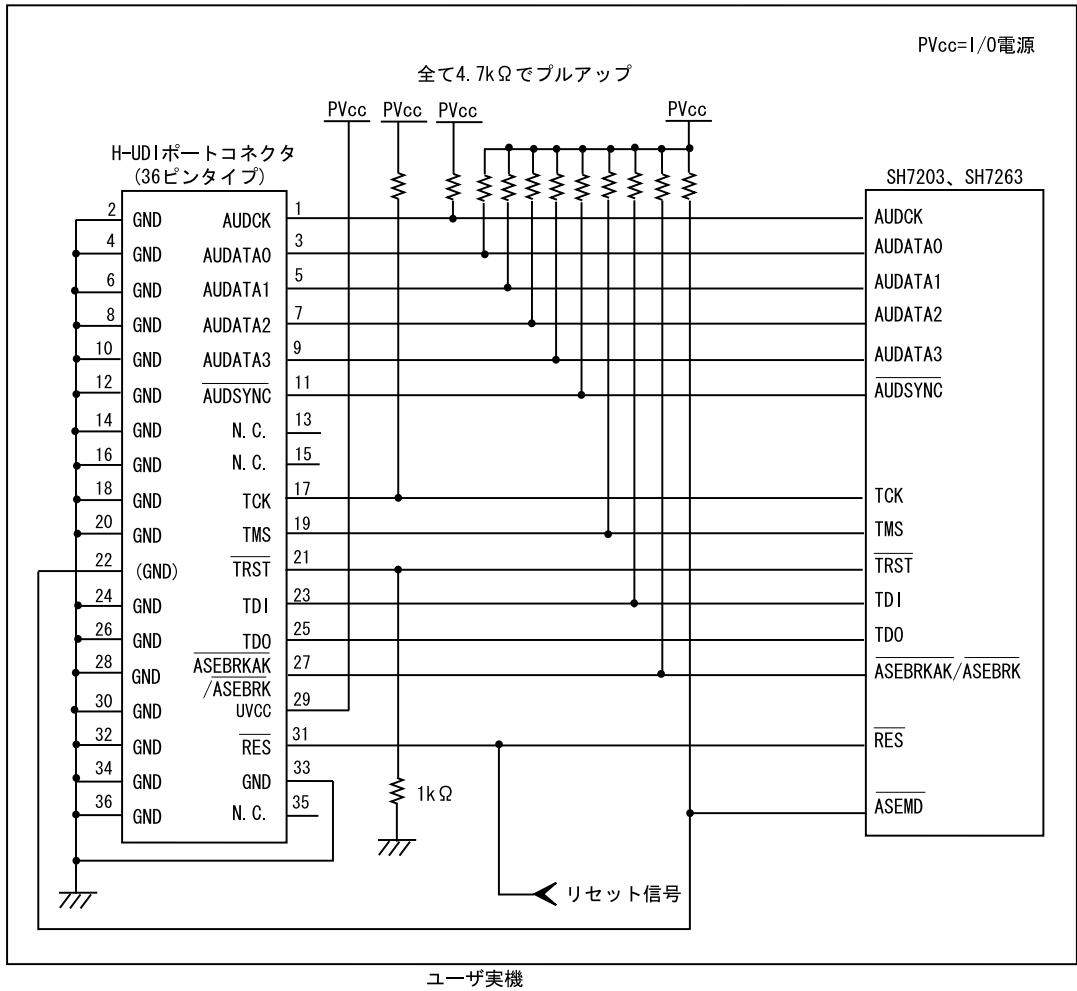 PVcc=I/O電源
全て4.7kΩでプルアップ
PVcc PVcc PVcc PVcc
H-UDIポートコネクタ
(36ピンタイプ)
SH7203、SH7263
2 GND AUDCK 1 AUDCK
4 GND AUDATA0 3 AUDATA0
6 GND AUDATA1 5 AUDATA1
8 GND AUDATA2 7 AUDATA2
10 GND AUDATA3 9 AUDATA3
12 GND AUDSYNC 11 AUDSYNC
14 GND N.C. 13
16 GND N.C. 15
18 GND TCK 17 TCK
20 GND TMS 19 TMS
22 (GND) TRST 21 TRST
24 GND TDI 23 TDI
26 GND TDO 25 TDO
28 GND ASEBRKAK 27 ASEBRKAK/ASEBRK
/ASEBRK
30 GND UVCC 29
32 GND RES 31 RES
34 GND GND 33
1kΩ
36 GND N.C. 35 ASEMD
リセット信号
ユーザ実機